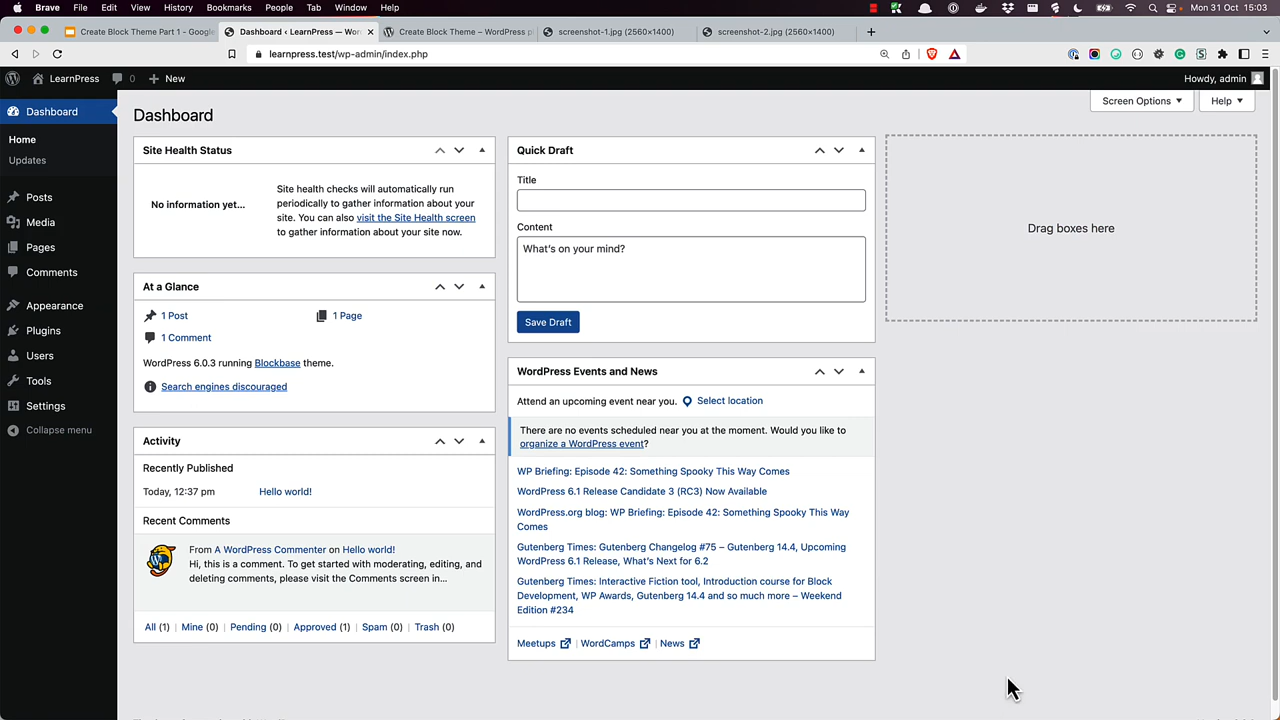 Brave File Edit View History Bookmarks People Tab Window Help Mon 31 Oct 15:03
Create Block Theme Part 1 - Google
Dashboard ‹ LearnPress — Wor
Create Block Theme – WordPress p
screenshot-1.jpg (2560×1400)
screenshot-2.jpg (2560×1400)
learnpress.test/wp-admin/index.php
LearnPress 0 New Howdy, admin
Dashboard
Home
Updates
Posts
Media
Pages
Comments
Appearance
Plugins
Users
Tools
Settings
Collapse menu
Screen Options
Help
Dashboard
Site Health Status
No information yet...
Site health checks will automatically run
periodically to gather information about your
site. You can also visit the Site Health screen
to gather information about your site now.
At a Glance
1 Post
1 Page
1 Comment
WordPress 6.0.3 running Blockbase theme.
Search engines discouraged
Activity
Recently Published
Today, 12:37 pm Hello world!
Recent Comments
From A WordPress Commenter on Hello world!
Hi, this is a comment. To get started with moderating, editing, and
deleting comments, please visit the Comments screen in...
All (1) | Mine (0) | Pending (0) | Approved (1) | Spam (0) | Trash (0)
Quick Draft
Title
Content
What's on your mind?
Save Draft
WordPress Events and News
Attend an upcoming event near you. Select location
There are no events scheduled near you at the moment. Would you like to
organize a WordPress event?
WP Briefing: Episode 42: Something Spooky This Way Comes
WordPress 6.1 Release Candidate 3 (RC3) Now Available
WordPress.org blog: WP Briefing: Episode 42: Something Spooky This Way
Comes
Gutenberg Times: Gutenberg Changelog #75 – Gutenberg 14.4, Upcoming
WordPress 6.1 Release, What's Next for 6.2
Gutenberg Times: Interactive Fiction tool, Introduction course for Block
Development, WP Awards, Gutenberg 14.4 and so much more – Weekend
Edition #234
Meetups | WordCamps | News
Drag boxes here